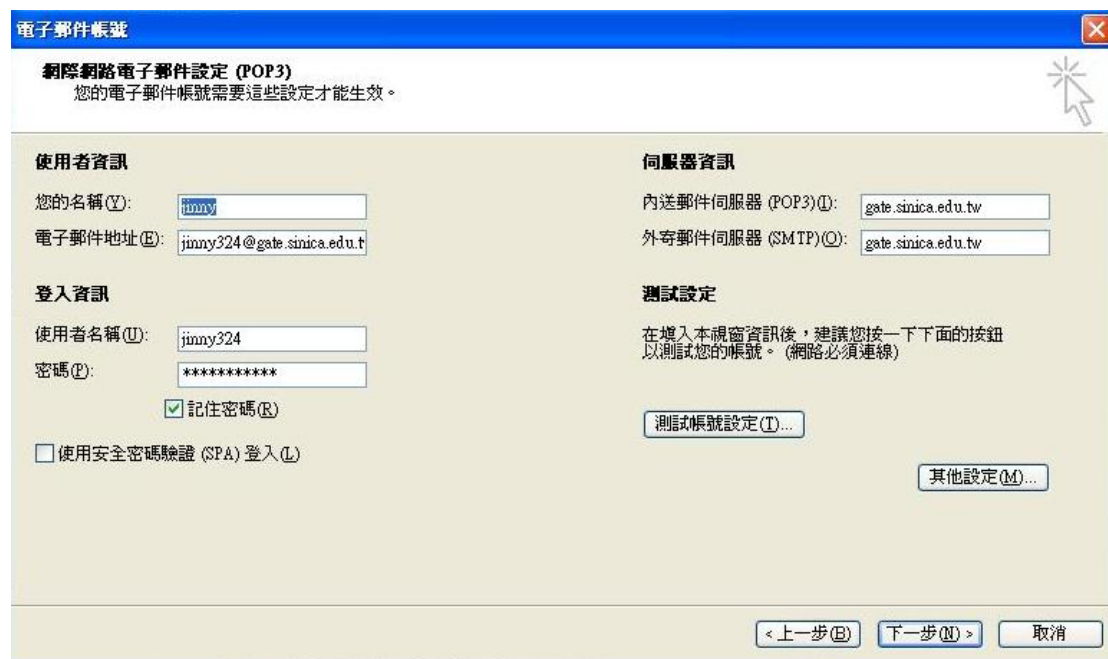 電子郵件帳號
網際網路電子郵件設定 (POP3)
您的電子郵件帳號需要這些設定才能生效。
使用者資訊
您的名稱(Y):
jinny
電子郵件地址(E):
jinny324@gate.sinica.edu.t
登入資訊
使用者名稱(U):
jinny324
密碼(P):
***********
記住密碼(R)
使用安全密碼驗證 (SPA) 登入(L)
伺服器資訊
內送郵件伺服器 (POP3)(I):
gate.sinica.edu.tw
外寄郵件伺服器 (SMTP)(O):
gate.sinica.edu.tw
測試設定
在填入本視窗資訊後，建議您按一下下面的按鈕
以測試您的帳號。 (網路必須連線)
測試帳號設定(T)...
其他設定(M)...
< 上一步(B)
下一步(N) >
取消